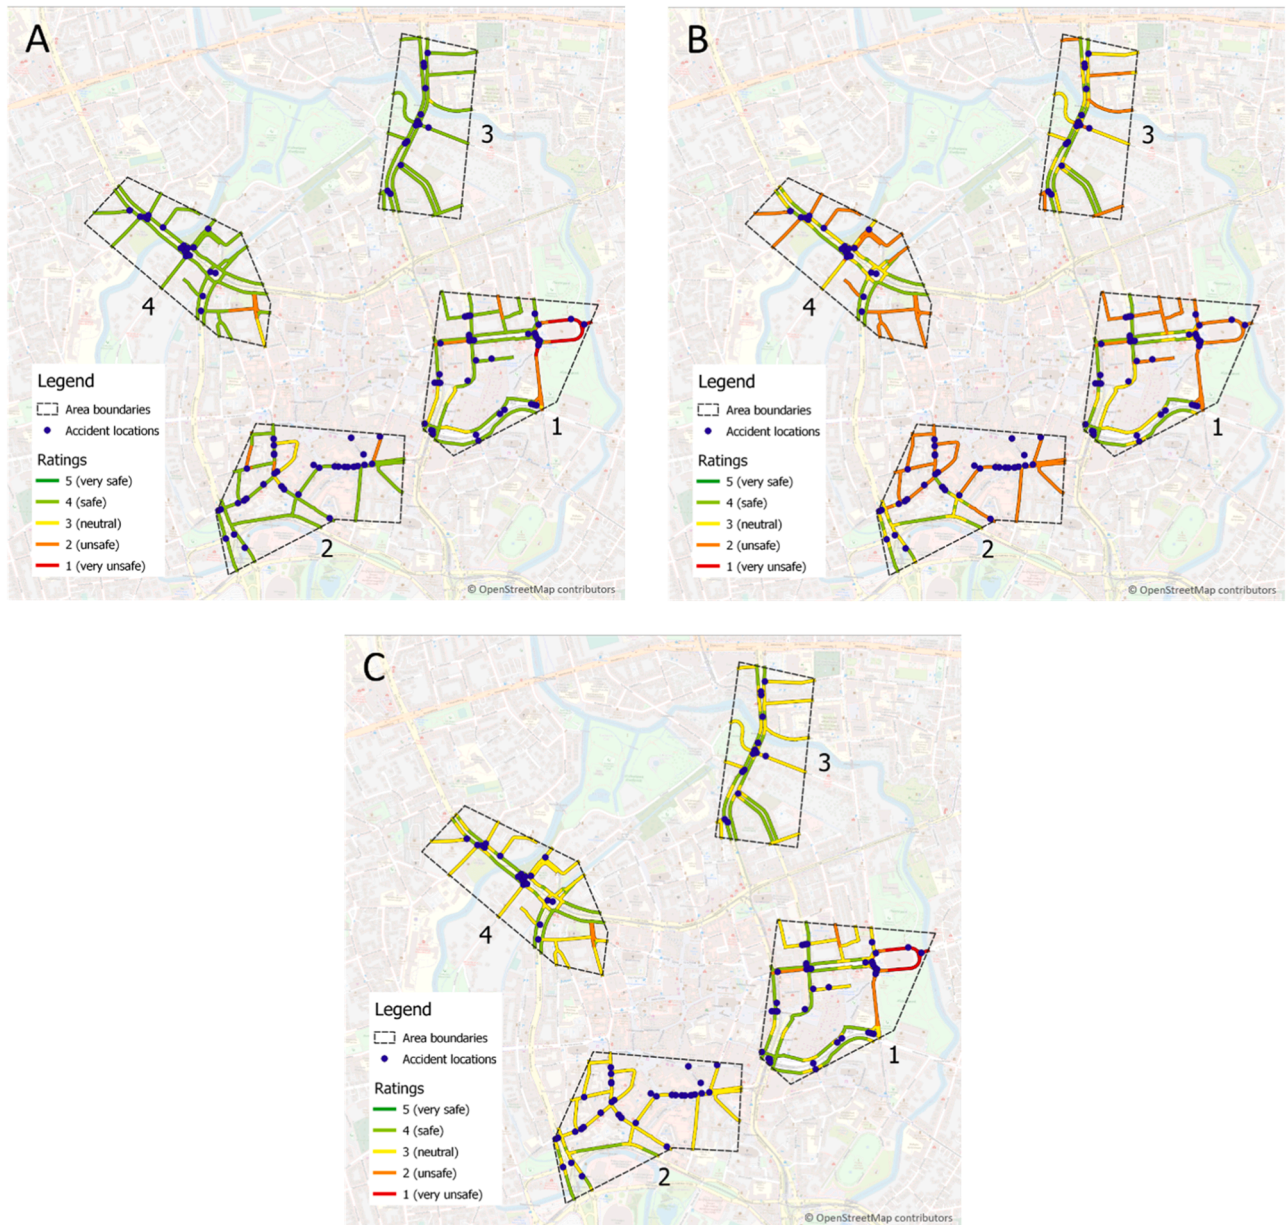 A
3
4
1
2
Legend
Area boundaries
Accident locations
Ratings
5 (very safe)
4 (safe)
3 (neutral)
2 (unsafe)
1 (very unsafe)
© OpenStreetMap contributors
B
3
4
1
2
Legend
Area boundaries
Accident locations
Ratings
5 (very safe)
4 (safe)
3 (neutral)
2 (unsafe)
1 (very unsafe)
© OpenStreetMap contributors
C
3
4
1
2
Legend
Area boundaries
Accident locations
Ratings
5 (very safe)
4 (safe)
3 (neutral)
2 (unsafe)
1 (very unsafe)
© OpenStreetMap contributors